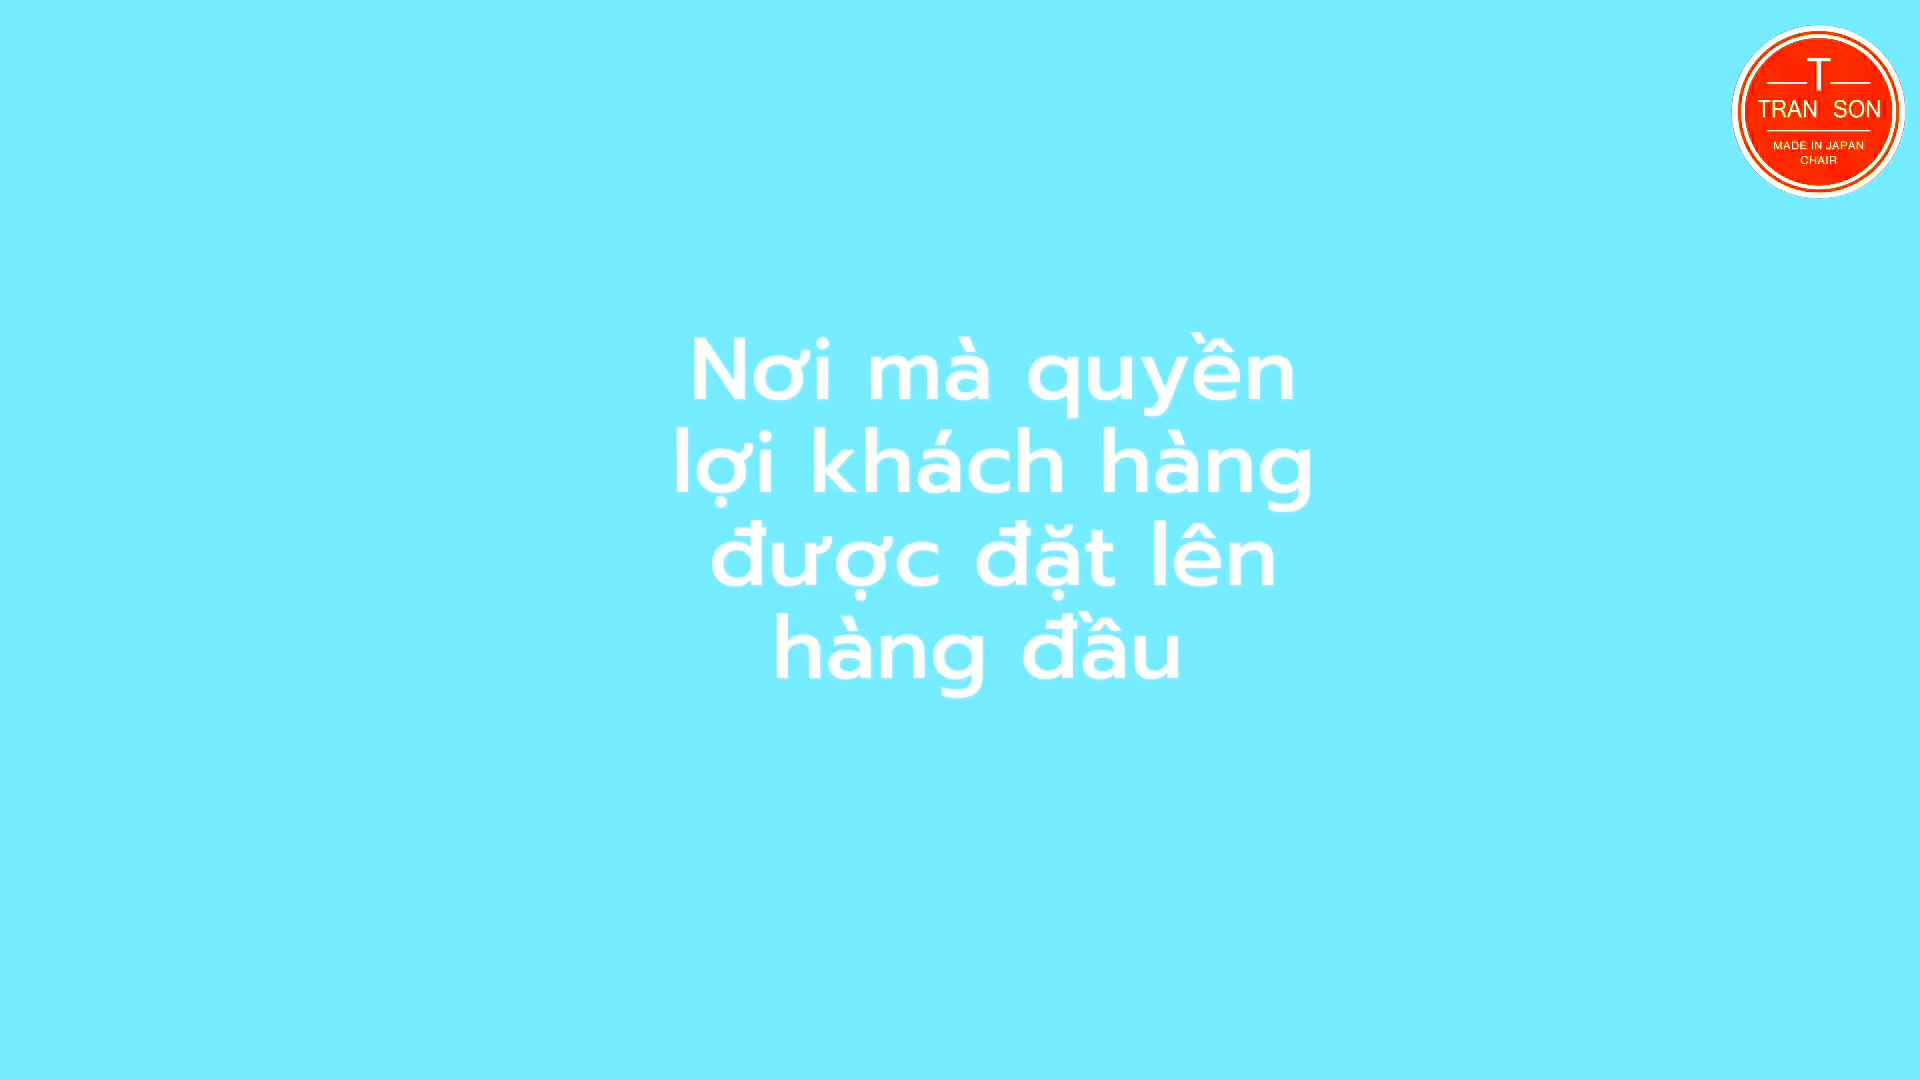 T
TRAN SON
MADE IN JAPAN
CHAIR
Nơi mà quyền
lợi khách hàng
được đặt lên
hàng đầu